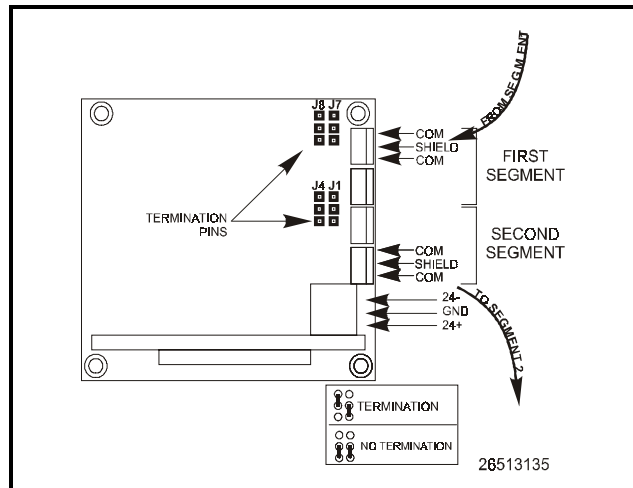 FROM SEGMENT
J8 J7
COM
SHIELD
COM
FIRST
SEGMENT
J4 J1
TERMINATION
PINS
SECOND
SEGMENT
COM
SHIELD
COM
24-
GND
24+
TO SEGMENT 2
TERMINATION
NO TERMINATION
26513135